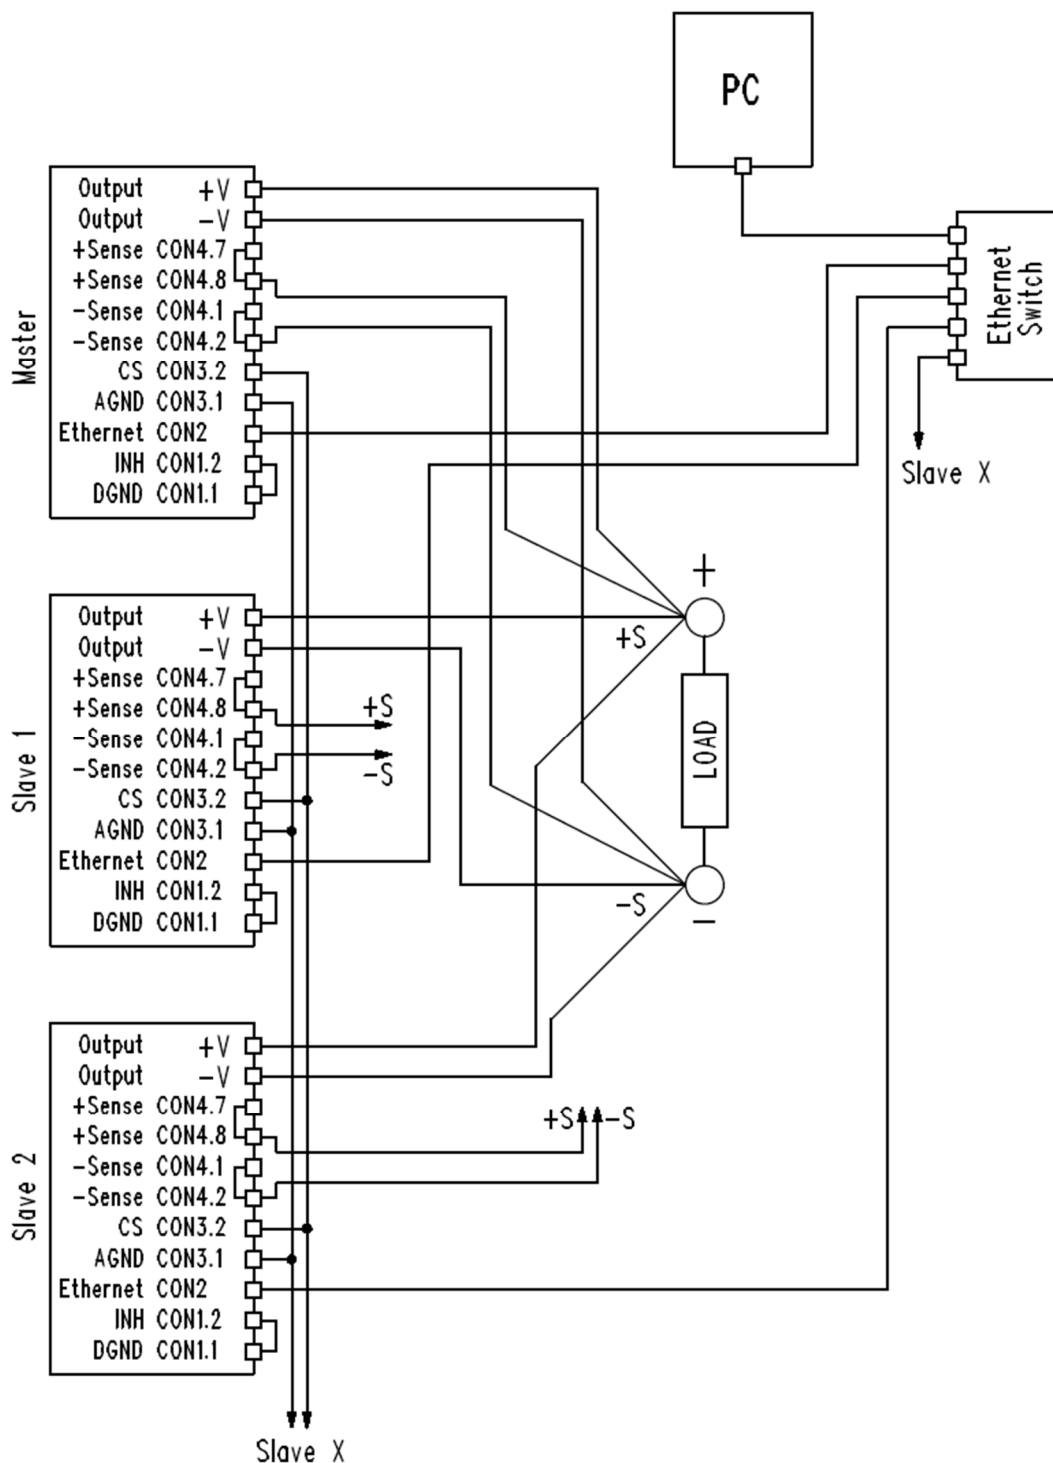 PC
Ethernet
Switch
Slave X
Master
Output +V
Output -V
+Sense CON4.7
+Sense CON4.8
-Sense CON4.1
-Sense CON4.2
CS CON3.2
AGND CON3.1
Ethernet CON2
INH CON1.2
DGND CON1.1
+
+S
LOAD
-S
-
Slave 1
Output +V
Output -V
+Sense CON4.7
+Sense CON4.8
-Sense CON4.1
-Sense CON4.2
CS CON3.2
AGND CON3.1
Ethernet CON2
INH CON1.2
DGND CON1.1
+S
-S
Slave 2
Output +V
Output -V
+Sense CON4.7
+Sense CON4.8
-Sense CON4.1
-Sense CON4.2
CS CON3.2
AGND CON3.1
Ethernet CON2
INH CON1.2
DGND CON1.1
+S -S
Slave X